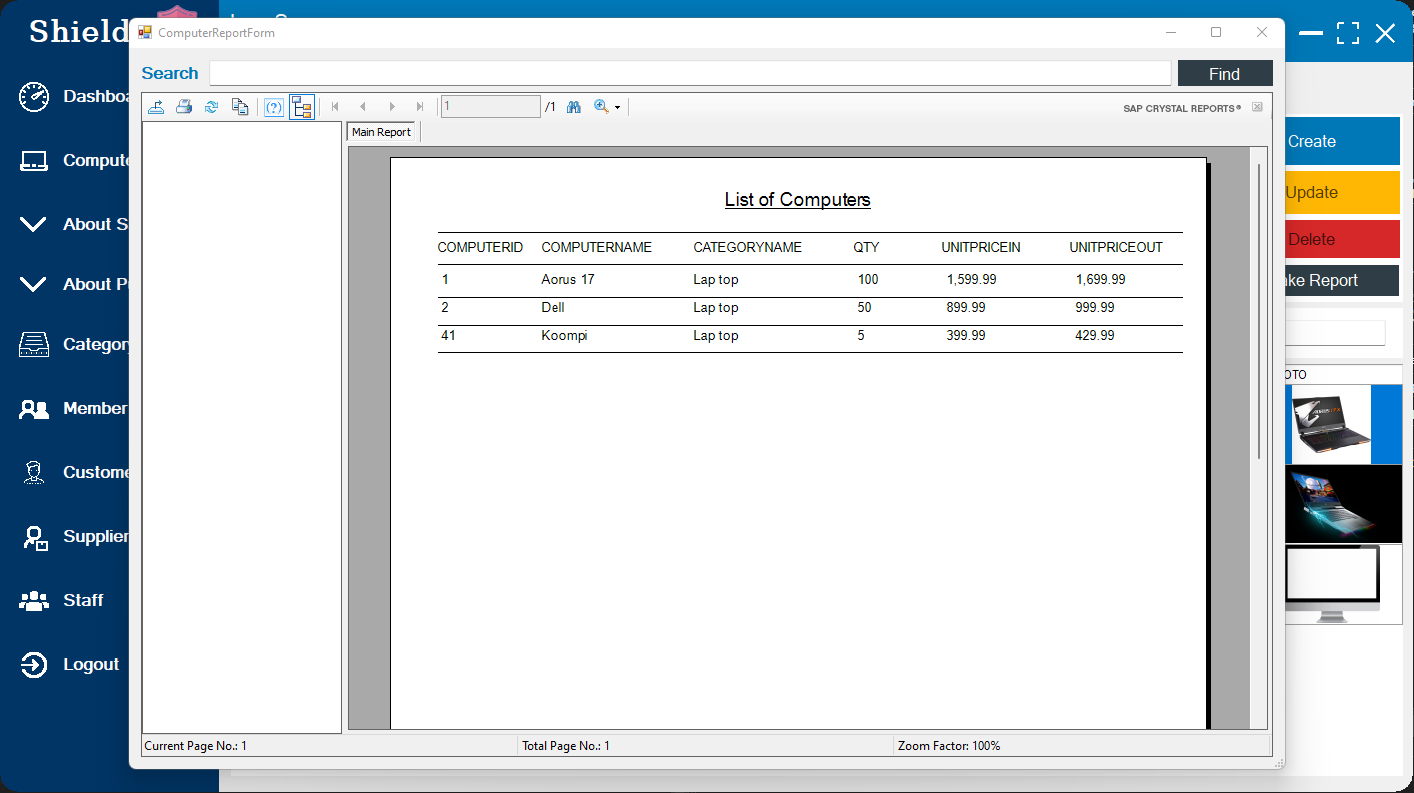 Shield
ComputerReportForm
Search
Find
1
/1
SAP CRYSTAL REPORTS®
Main Report
List of Computers
COMPUTERID COMPUTERNAME CATEGORYNAME QTY UNITPRICEIN UNITPRICEOUT
1 Aorus 17 Lap top 100 1,599.99 1,699.99
2 Dell Lap top 50 899.99 999.99
41 Koompi Lap top 5 399.99 429.99
Current Page No.: 1
Total Page No.: 1
Zoom Factor: 100%
Dashboa
Compute
About S
About P
Category
Member
Custome
Supplier
Staff
Logout
Create
Update
Delete
ke Report
OTO